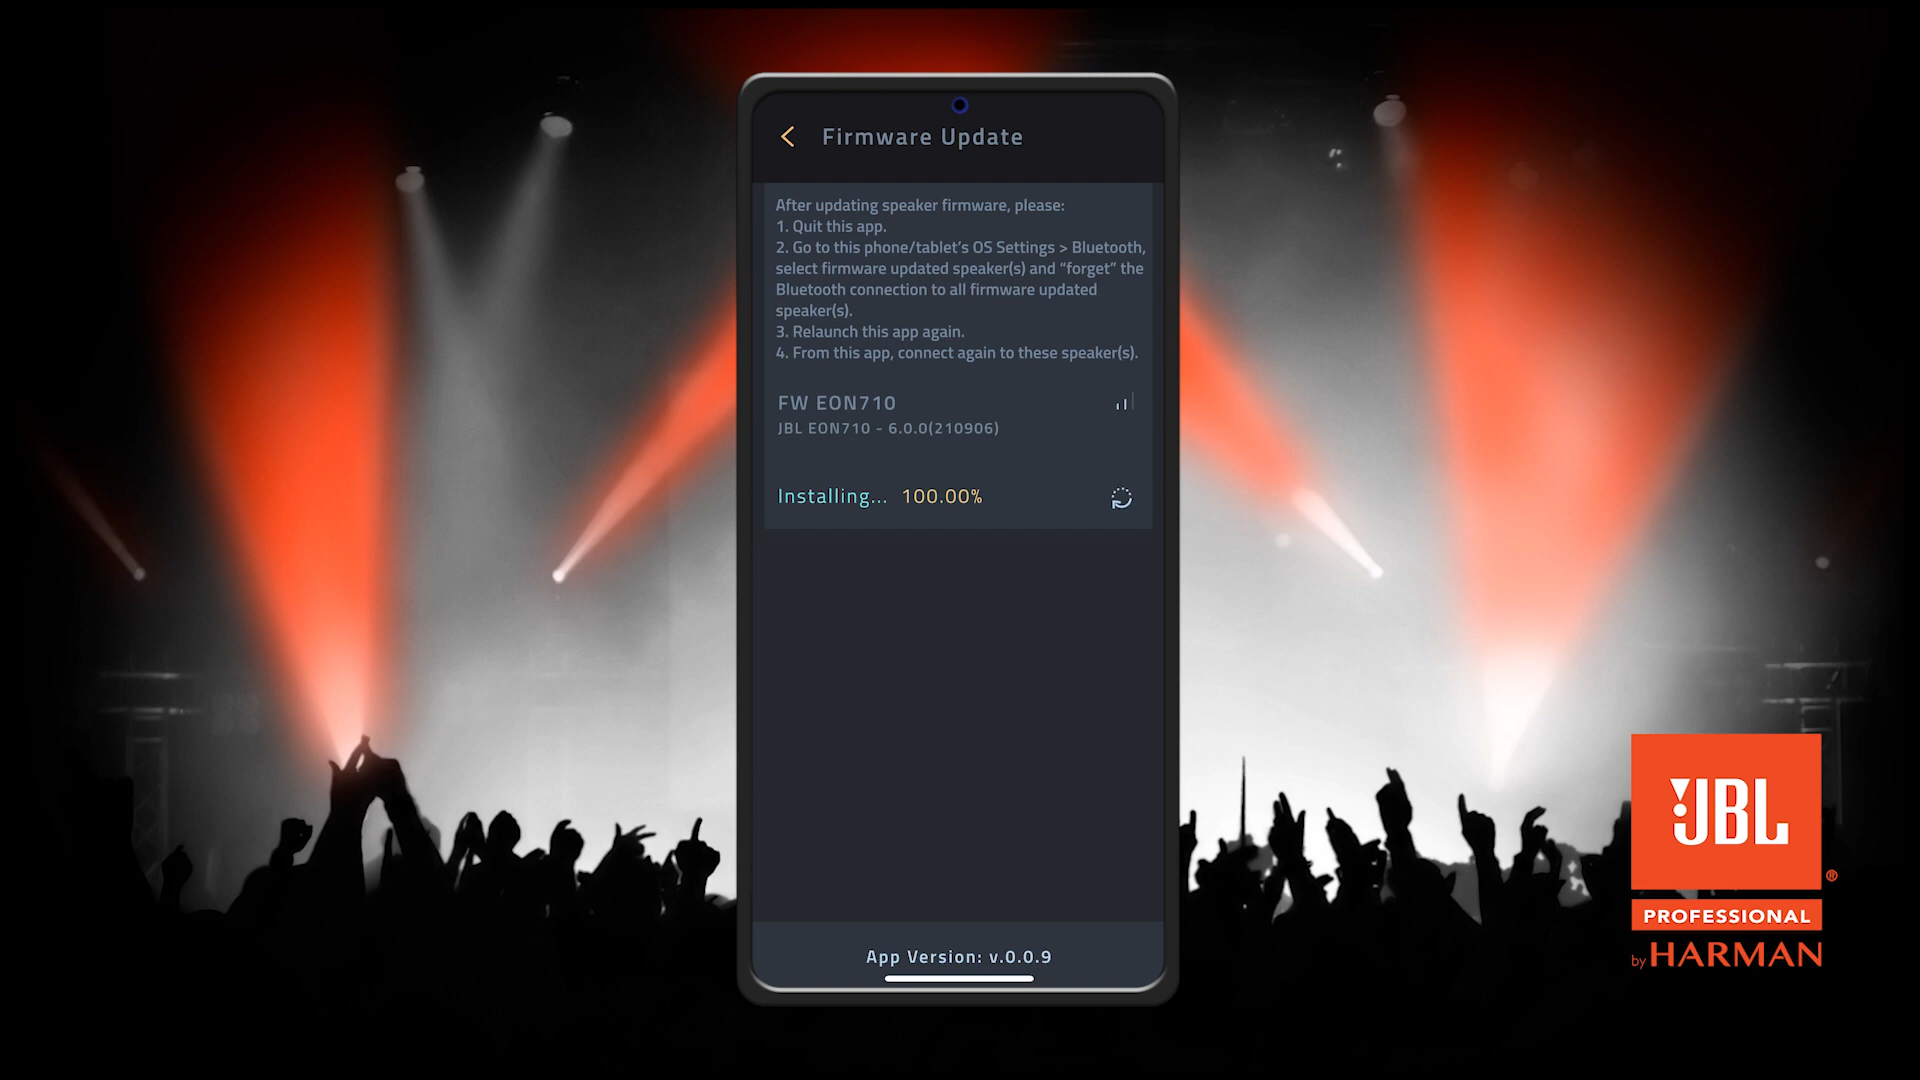 Firmware Update
After updating speaker firmware, please:
1. Quit this app.
2. Go to this phone/tablet's OS Settings > Bluetooth,
select firmware updated speaker(s) and “forget” the
Bluetooth connection to all firmware updated
speaker(s).
3. Relaunch this app again.
4. From this app, connect again to these speaker(s).
FW EON710
JBL EON710 - 6.0.0(210906)
Installing... 100.00%
App Version: v.0.0.9
JBL
®
PROFESSIONAL
by HARMAN